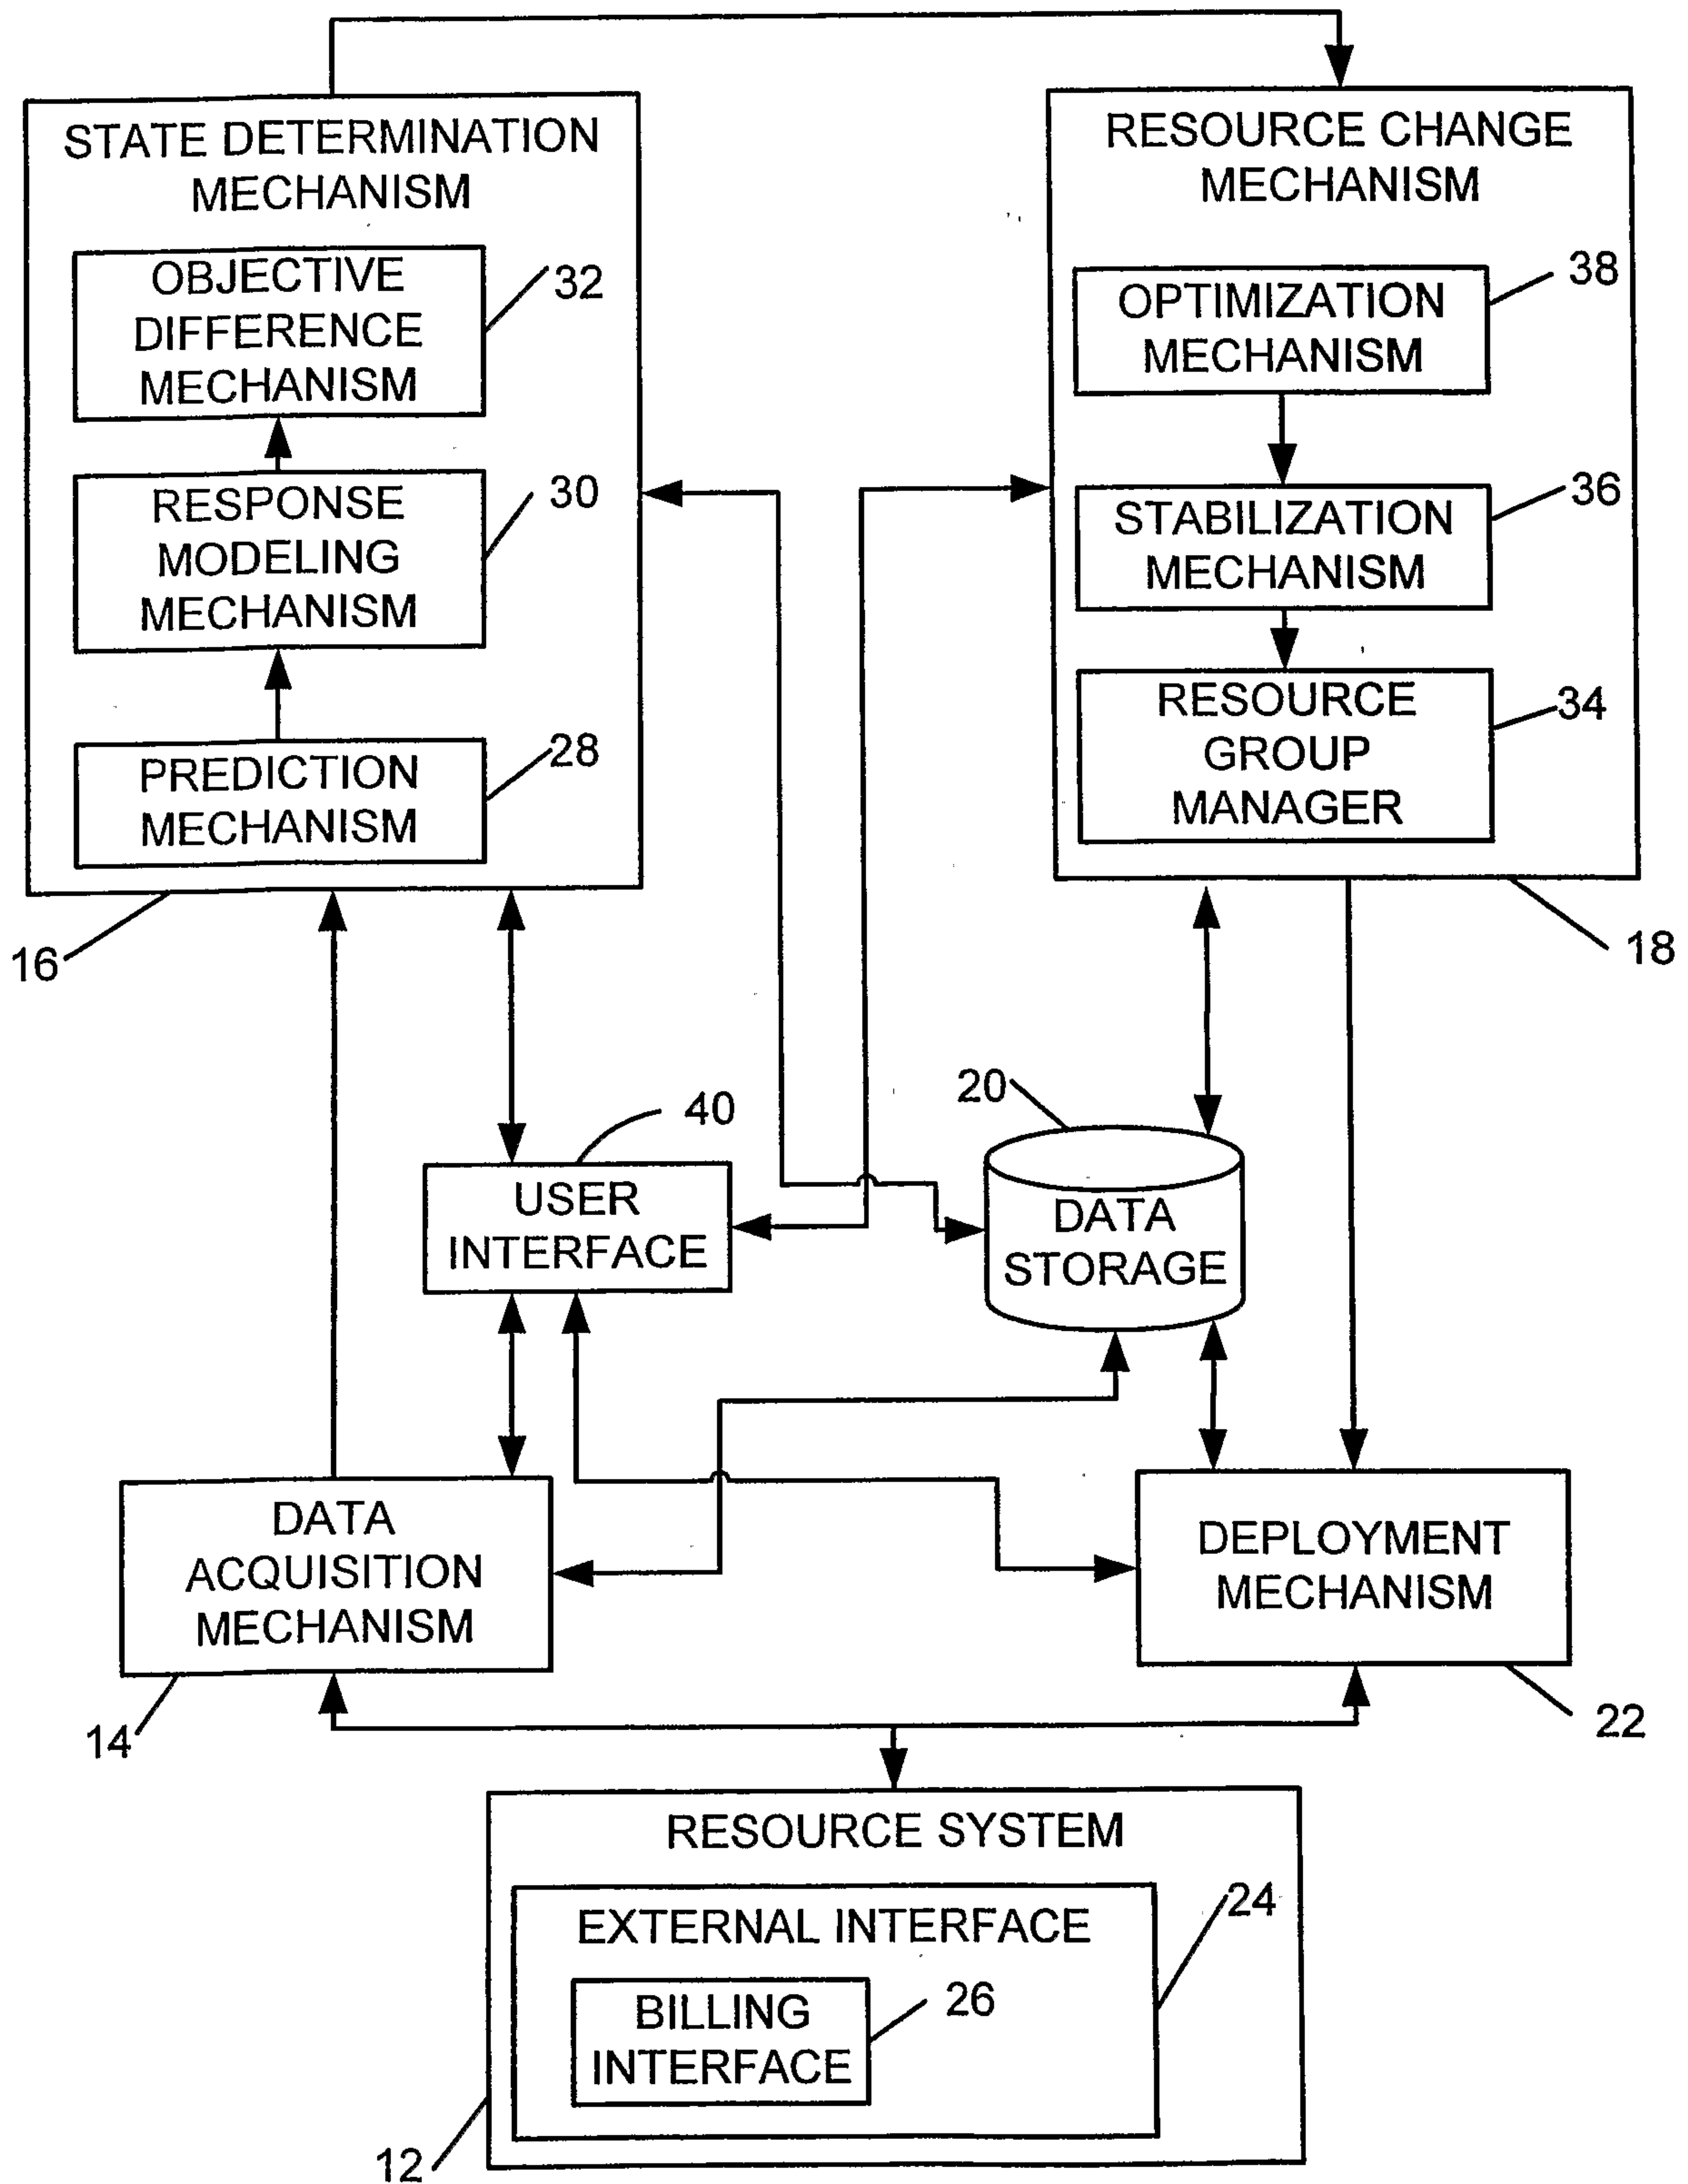 STATE DETERMINATION
MECHANISM
OBJECTIVE
DIFFERENCE
MECHANISM
32
RESPONSE
MODELING
MECHANISM
30
PREDICTION
MECHANISM
28
16
RESOURCE CHANGE
MECHANISM
OPTIMIZATION
MECHANISM
38
STABILIZATION
MECHANISM
36
RESOURCE
GROUP
MANAGER
34
18
40
USER
INTERFACE
20
DATA
STORAGE
DATA
ACQUISITION
MECHANISM
14
DEPLOYMENT
MECHANISM
22
RESOURCE SYSTEM
EXTERNAL INTERFACE
24
BILLING
INTERFACE
26
12